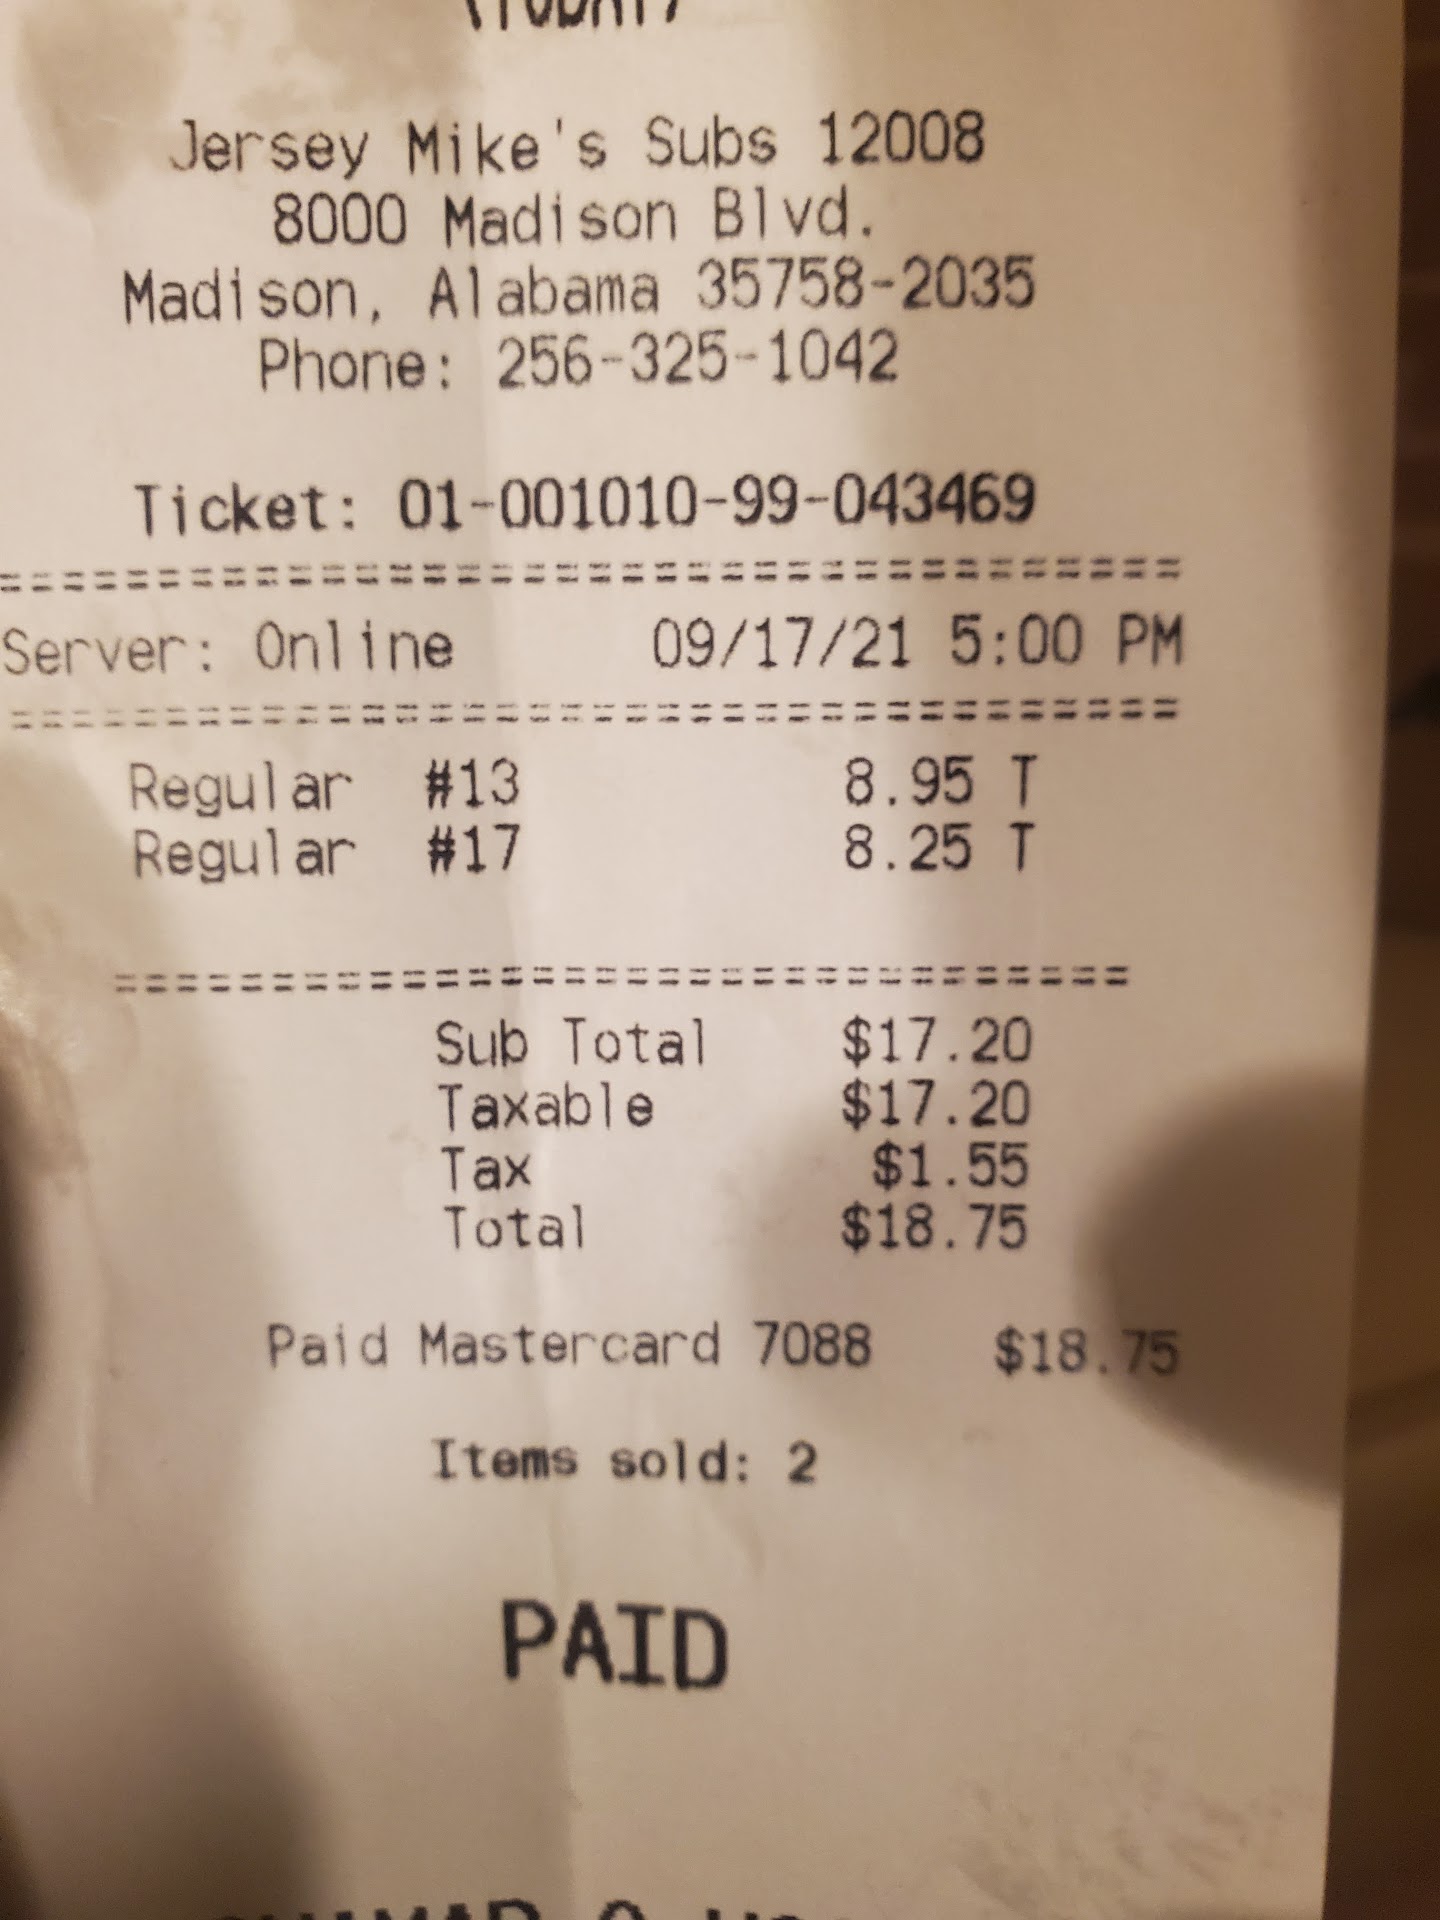 (TODAY)
Jersey Mike's Subs 12008
8000 Madison Blvd.
Madison, Alabama 35758-2035
Phone: 256-325-1042
Ticket: 01-001010-99-043469
====================================
Server: Online 09/17/21 5:00 PM
====================================
Regular #13 8.95 T
Regular #17 8.25 T
================================
Sub Total $17.20
Taxable $17.20
Tax $1.55
Total $18.75
Paid Mastercard 7088 $18.75
Items sold: 2
PAID